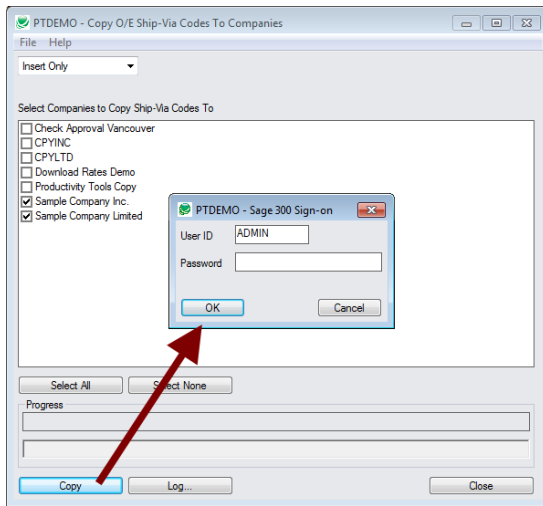 PTDEMO - Copy O/E Ship-Via Codes To Companies
File Help
Insert Only
Select Companies to Copy Ship-Via Codes To
Check Approval Vancouver
CPYINC
CPYLTD
Download Rates Demo
Productivity Tools Copy
Sample Company Inc.
Sample Company Limited
PTDEMO - Sage 300 Sign-on
User ID ADMIN
Password
OK Cancel
Select All Select None
Progress
Copy Log... Close